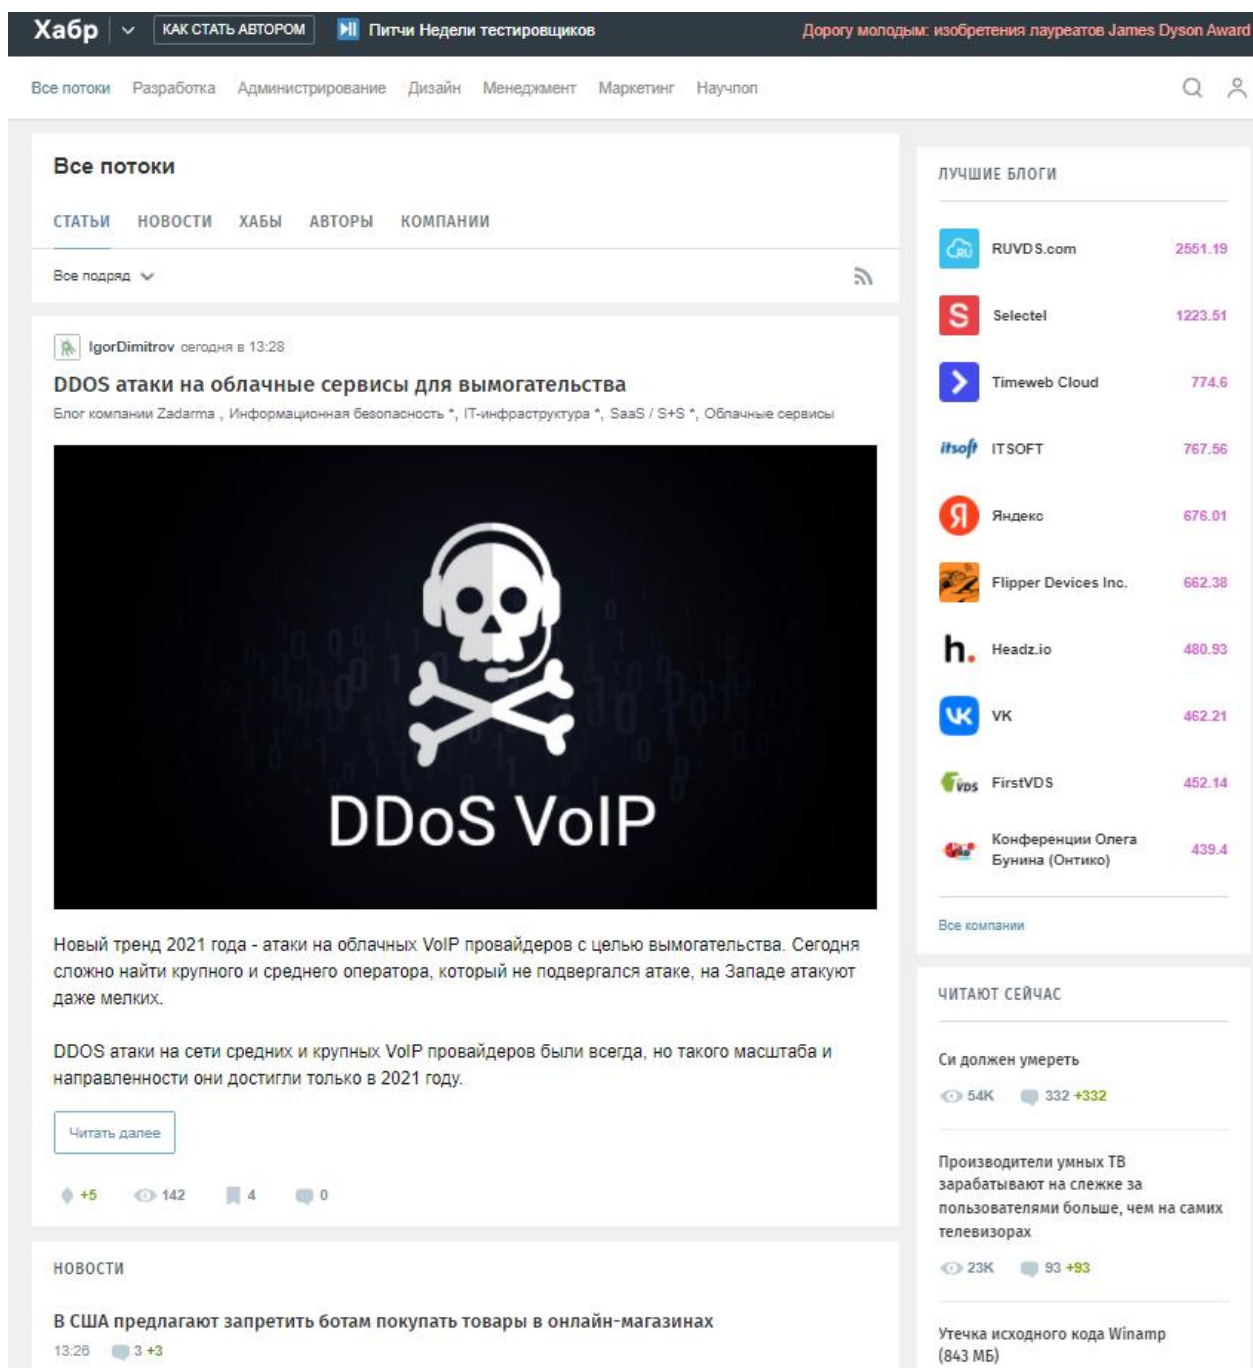 Хабр
КАК СТАТЬ АВТОРОМ
Питчи Недели тестировщиков
Дорогу молодым: изобретения лауреатов James Dyson Award
Все потоки Разработка Администрирование Дизайн Менеджмент Маркетинг Научпоп
Все потоки
СТАТЬИ НОВОСТИ ХАБЫ АВТОРЫ КОМПАНИИ
Все подряд
IgorDimitrov сегодня в 13:28
DDOS атаки на облачные сервисы для вымогательства
Блог компании Zadarma , Информационная безопасность *, IT-инфраструктура *, SaaS / S+S *, Облачные сервисы
DDoS VoIP
Новый тренд 2021 года - атаки на облачных VoIP провайдеров с целью вымогательства. Сегодня
сложно найти крупного и среднего оператора, который не подвергался атаке, на Западе атакуют
даже мелких.
DDOS атаки на сети средних и крупных VoIP провайдеров были всегда, но такого масштаба и
направленности они достигли только в 2021 году.
Читать далее
+5 142 4 0
НОВОСТИ
В США предлагают запретить ботам покупать товары в онлайн-магазинах
13:26 3 +3
ЛУЧШИЕ БЛОГИ
RU RUVDS.com 2551.19
S Selectel 1223.51
Timeweb Cloud 774.6
itsoft ITSOFT 767.56
Я Яндекс 676.01
Flipper Devices Inc. 662.38
h. Headz.io 480.93
VK VK 462.21
FVDS FirstVDS 452.14
Конференции Олега
Бунина (Онтико) 439.4
Все компании
ЧИТАЮТ СЕЙЧАС
Си должен умереть
54K 332 +332
Производители умных ТВ
зарабатывают на слежке за
пользователями больше, чем на самих
телевизорах
23K 93 +93
Утечка исходного кода Winamp
(843 МБ)